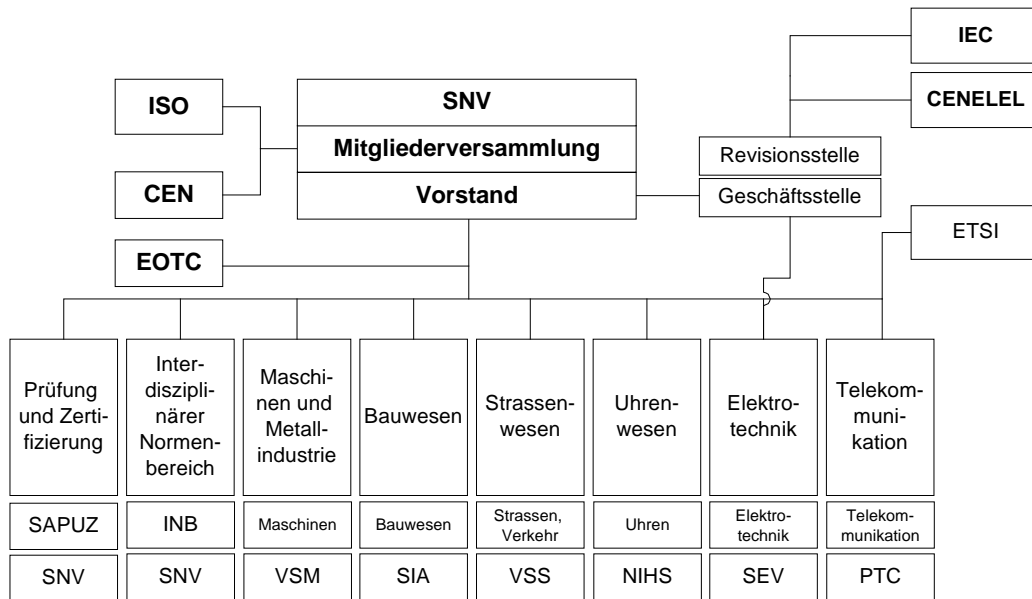 IEC
ISO
SNV
CENELEL
Mitgliederversammlung
Revisionsstelle
CEN
Vorstand
Geschäftsstelle
ETSI
EOTC
Prüfung
und Zerti-
fizierung
Inter-
disziplі-
närer
Normen-
bereich
Maschi-
nen und
Metall-
industrie
Bauwesen
Strassen-
wesen
Uhren-
wesen
Elektro-
technik
Telekom-
muni-
kation
SAPUZ
INB
Maschinen
Bauwesen
Strassen,
Verkehr
Uhren
Elektro-
technik
Telekom-
munikation
SNV
SNV
VSM
SIA
VSS
NIHS
SEV
PTC